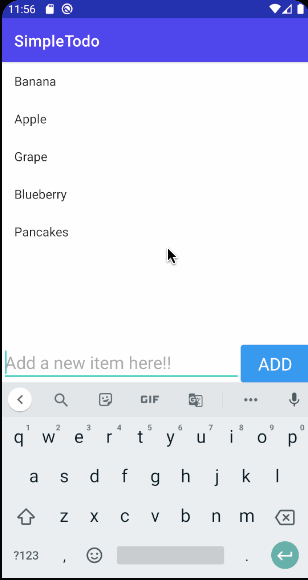 11:56
SimpleTodo
Banana
Apple
Grape
Blueberry
Pancakes
Add a new item here!! ADD
GIF
1 2 3 4 5 6 7 8 9 0
q w e r t y u i o p
a s d f g h j k l
z x c v b n m
?123 , .